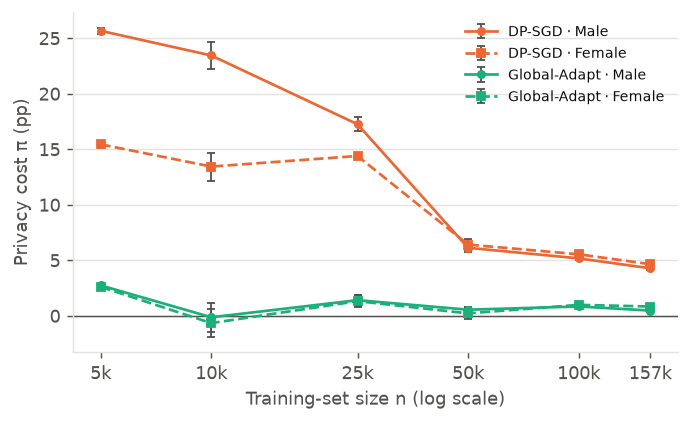 DP-SGD · Male
DP-SGD · Female
Global-Adapt · Male
Global-Adapt · Female
Privacy cost π (pp)
25
20
15
10
5
0
5k 10k 25k 50k 100k 157k
Training-set size n (log scale)